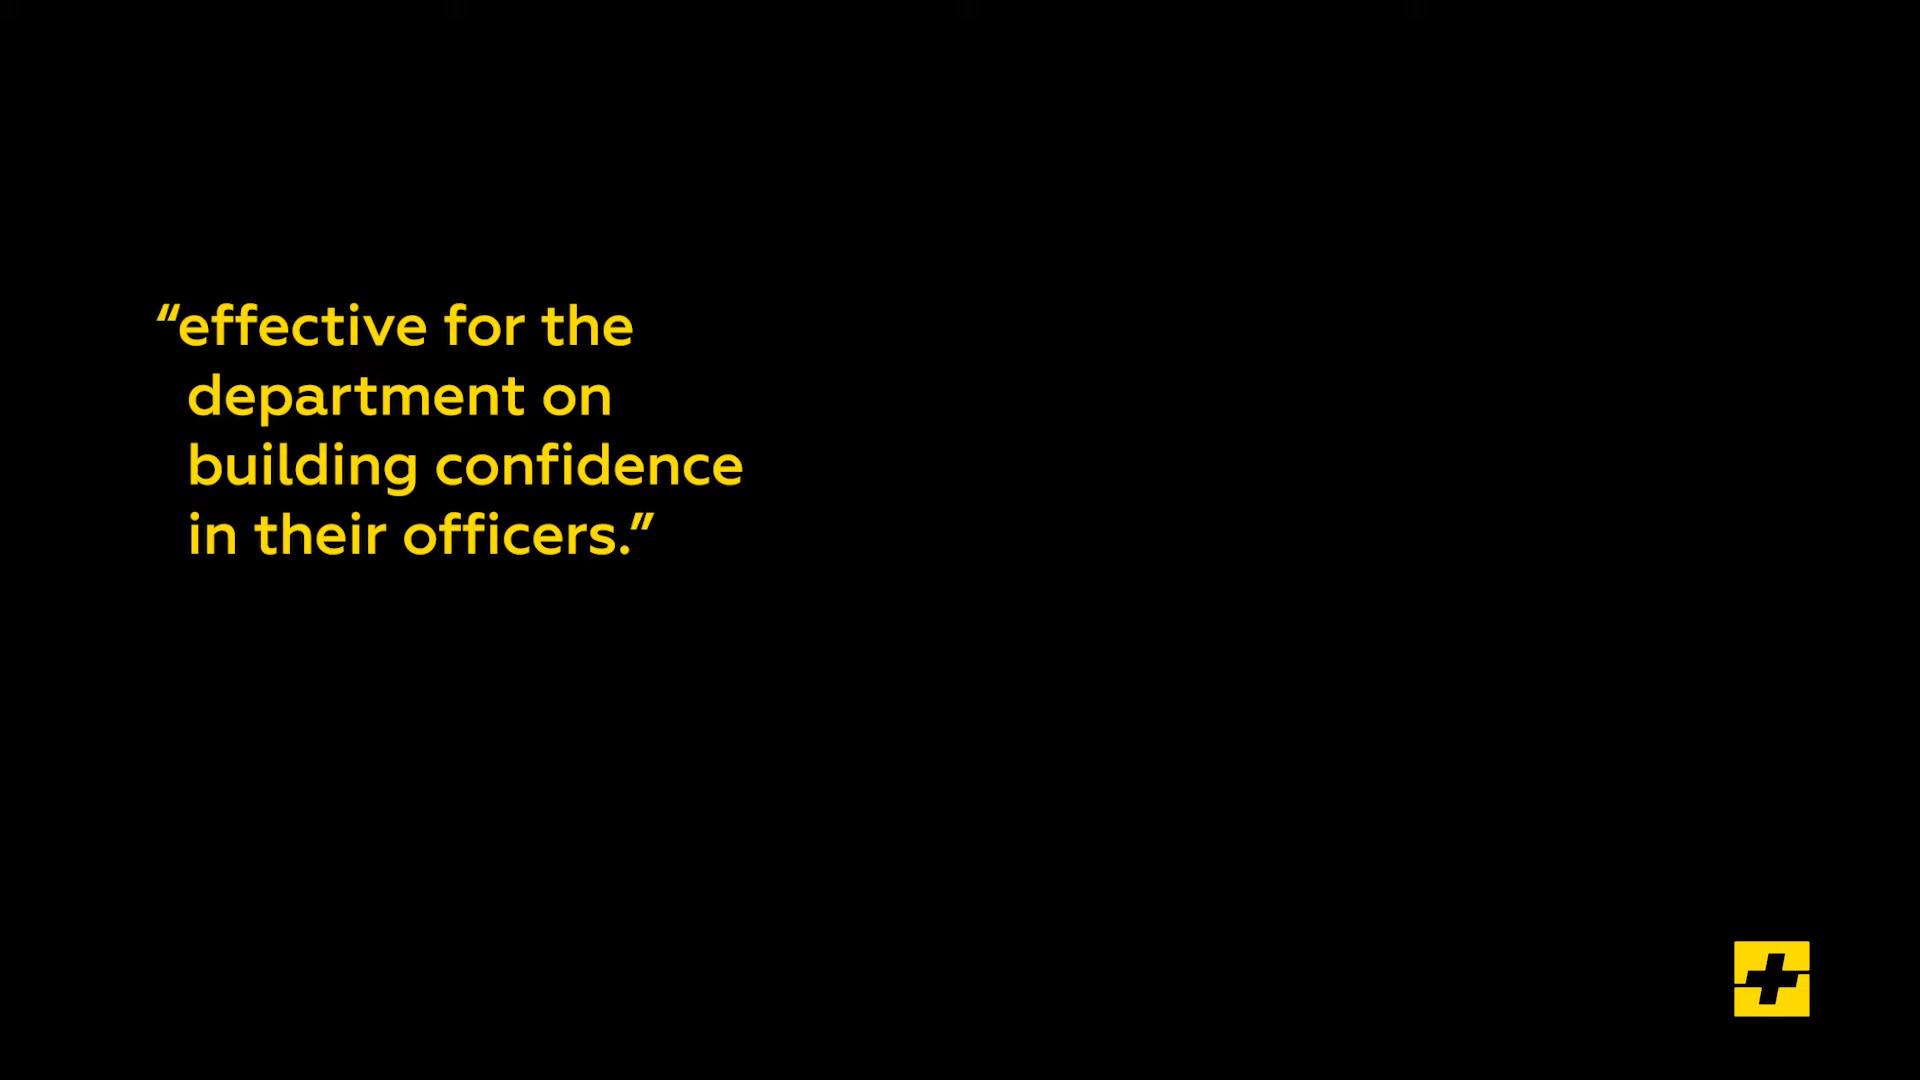 “effective for the
department on
building confidence
in their officers.”